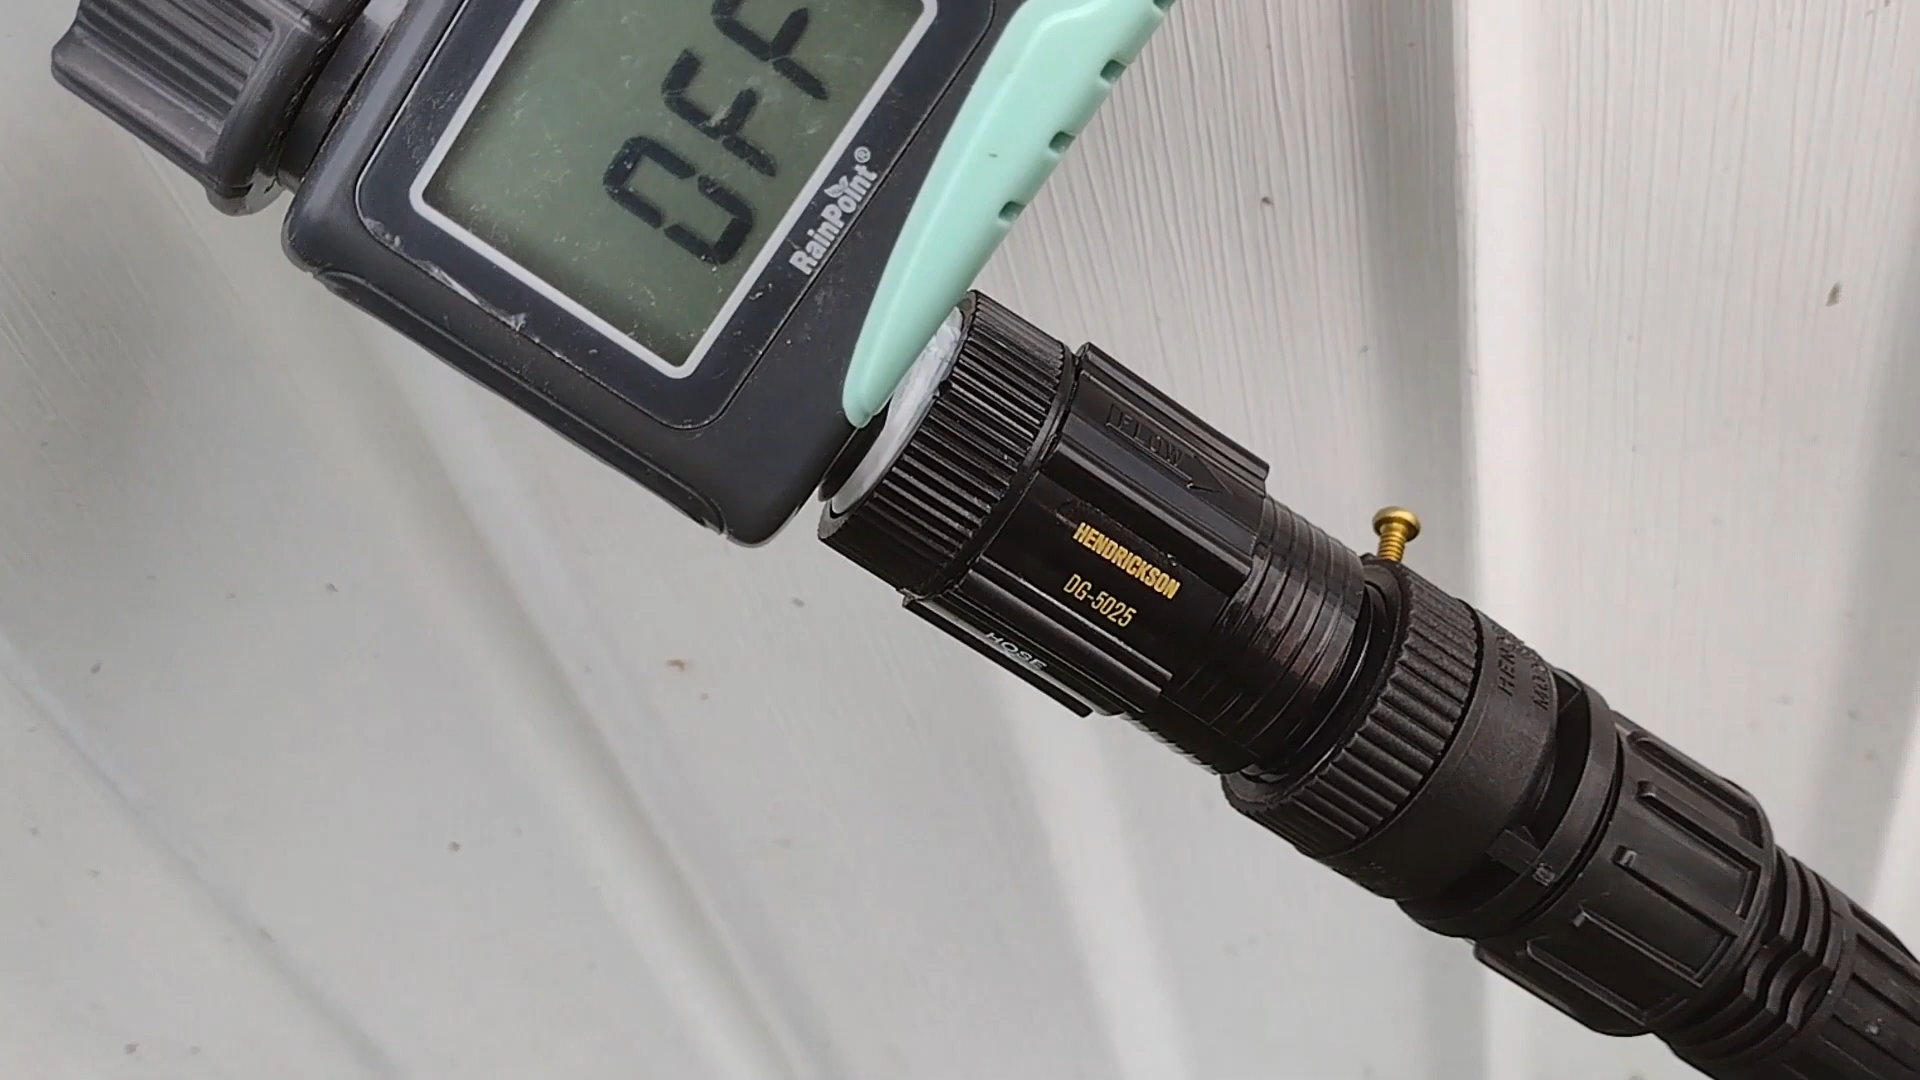 OFF
RainPoint®
FLOW
HENDRICKSON
DG-5025
HOSE